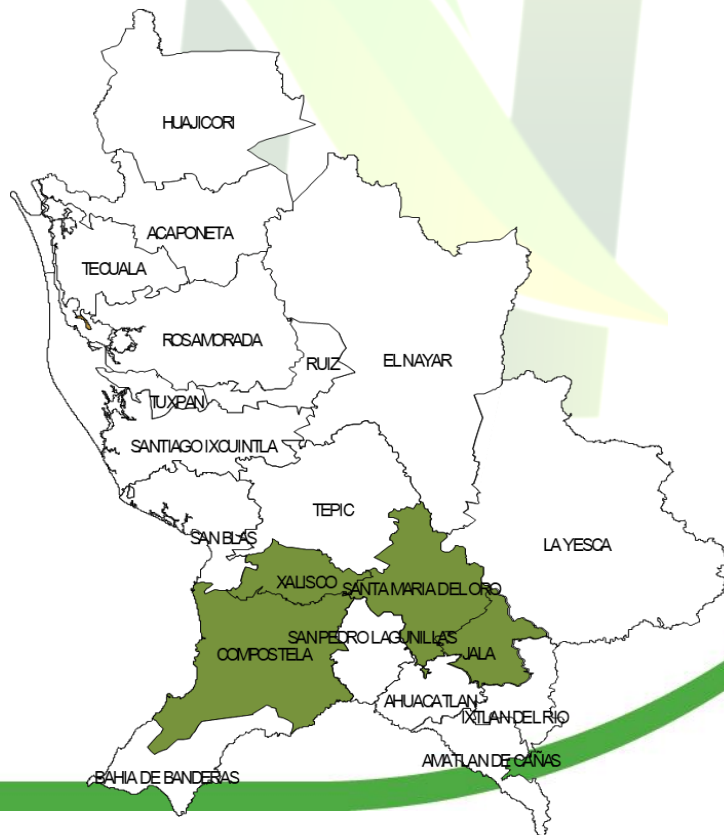 HUAJICORI
ACAPONETA
TECUALA
ROSAMORADA
RUIZ
EL NAYAR
TUXPAN
SANTIAGO IXCUINTLA
TEPIC
SAN BLAS
LA YESCA
XALISCO
SANTA MARIA DEL ORO
SAN PEDRO LAGUNILLAS
COMPOSTELA
JALA
AHUACATLAN
IXTLAN DEL RIO
AMATLAN DE CAÑAS
BAHIA DE BANDERAS